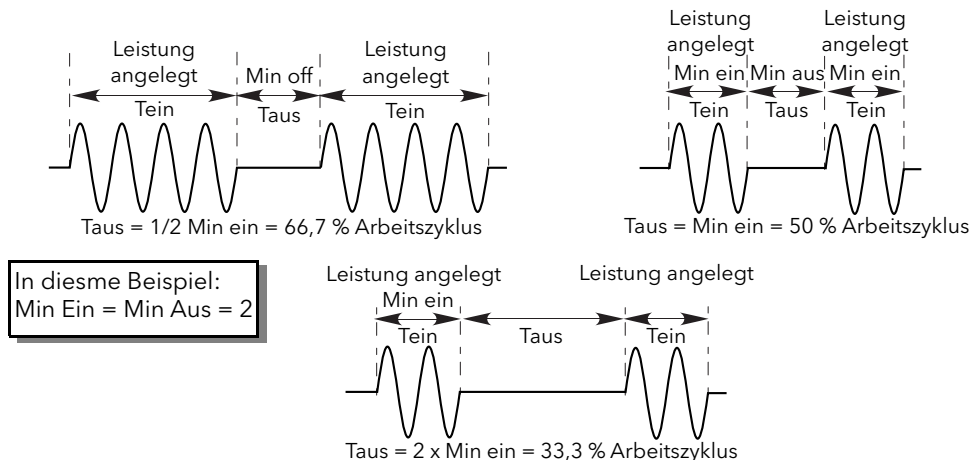 Leistung
angelegt
Min off
Leistung
angelegt
Tein
Taus
Tein
Taus = 1/2 Min ein = 66,7 % Arbeitszyklus
Leistung
angelegt
Leistung
angelegt
Min ein
Min aus
Min ein
Tein
Taus
Tein
Taus = Min ein = 50 % Arbeitszyklus
In diesme Beispiel:
Min Ein = Min Aus = 2
Leistung angelegt
Leistung angelegt
Min ein
Tein
Taus
Tein
Taus = 2 x Min ein = 33,3 % Arbeitszyklus